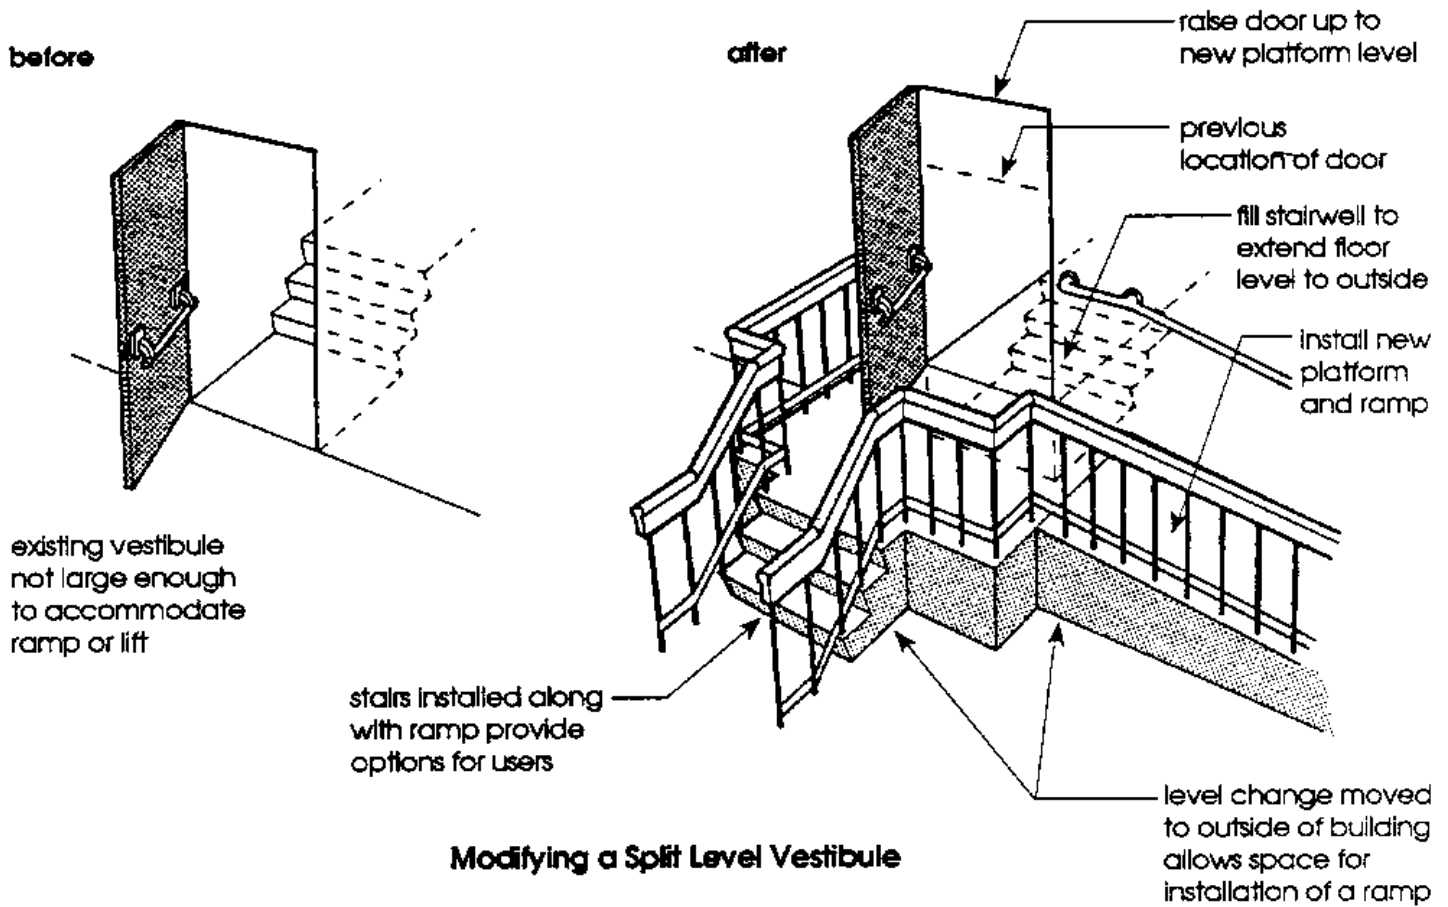 before
existing vestibule
not large enough
to accommodate
ramp or lift
after
raise door up to
new platform level
previous
location of door
fill stairwell to
extend floor
level to outside
install new
platform
and ramp
stairs installed along
with ramp provide
options for users
level change moved
to outside of building
allows space for
installation of a ramp
Modifying a Split Level Vestibule